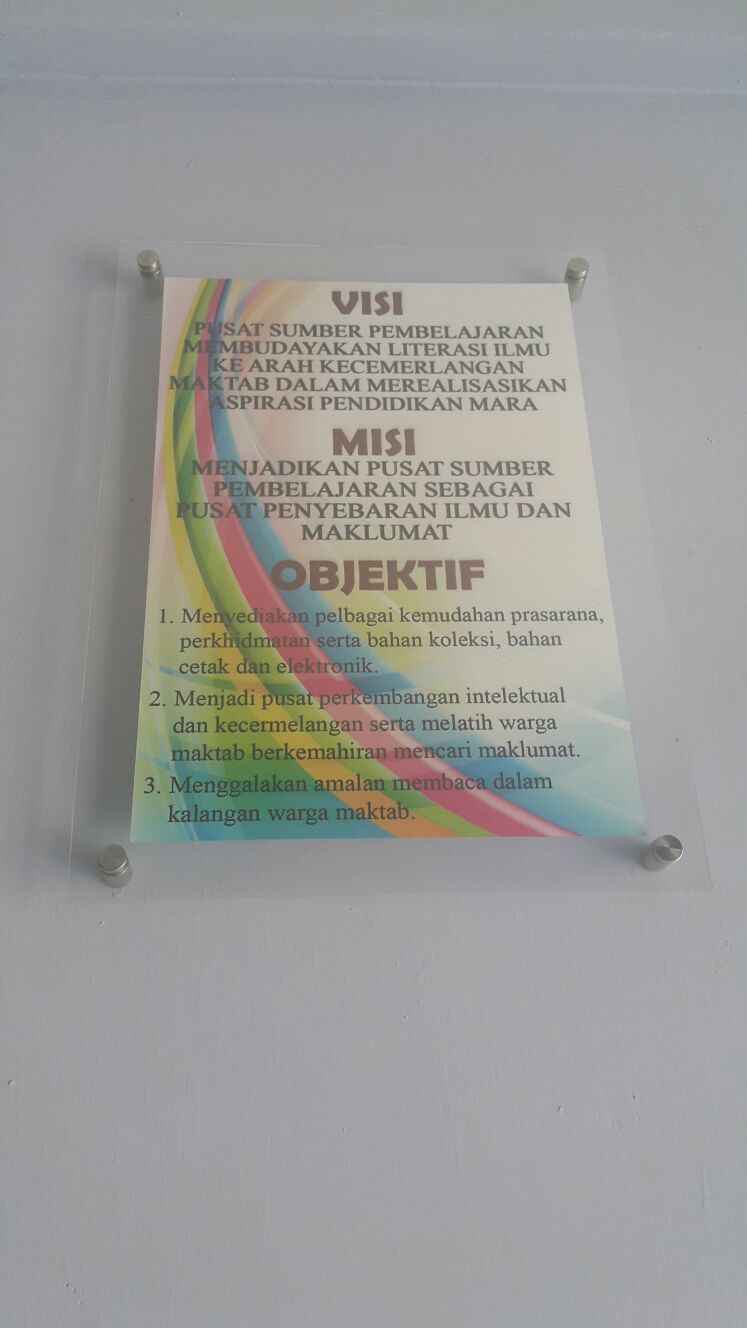 VISI
PUSAT SUMBER PEMBELAJARAN
MEMBUDAYAKAN LITERASI ILMU
KE ARAH KECEMERLANGAN
MAKTAB DALAM MEREALISASIKAN
ASPIRASI PENDIDIKAN MARA
MISI
MENJADIKAN PUSAT SUMBER
PEMBELAJARAN SEBAGAI
PUSAT PENYEBARAN ILMU DAN
MAKLUMAT
OBJEKTIF
1. Menyediakan pelbagai kemudahan prasarana,
perkhidmatan serta bahan koleksi, bahan
cetak dan elektronik.
2. Menjadi pusat perkembangan intelektual
dan kecermelangan serta melatih warga
maktab berkemahiran mencari maklumat.
3. Menggalakan amalan membaca dalam
kalangan warga maktab.